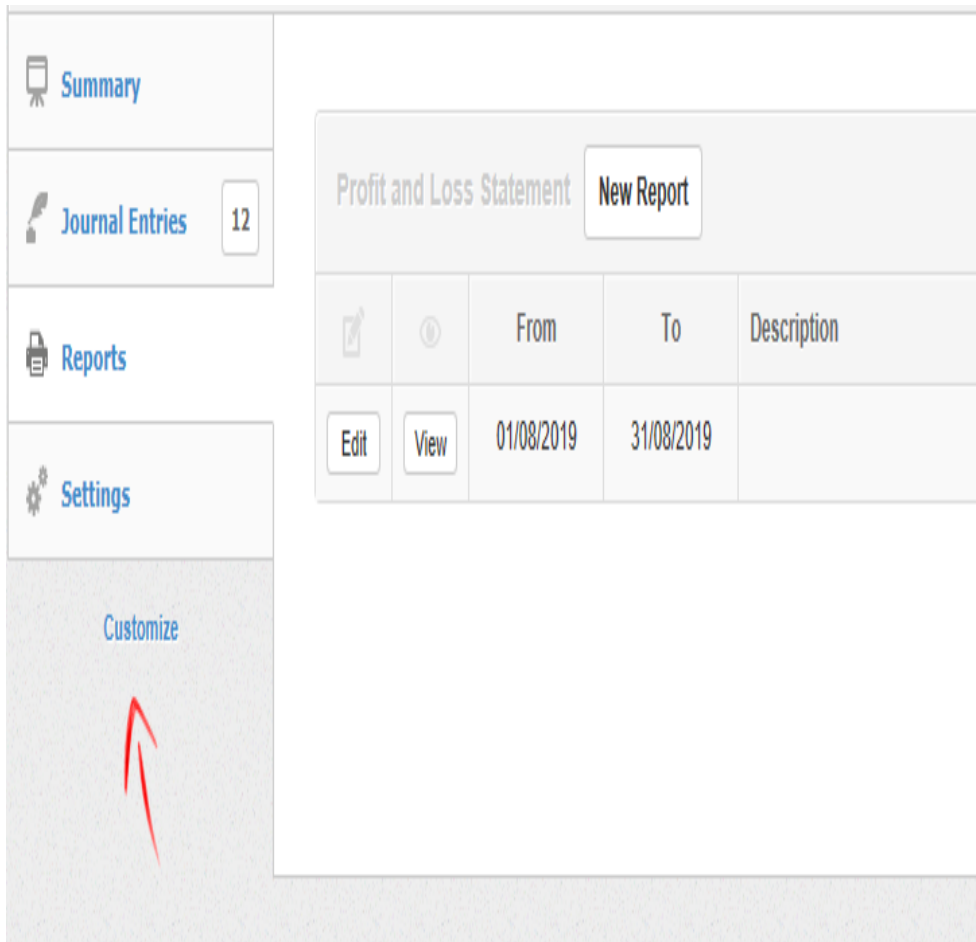 Summary
Journal Entries 12
Reports
Settings
Customize
Profit and Loss Statement New Report
From To Description
Edit View 01/08/2019 31/08/2019